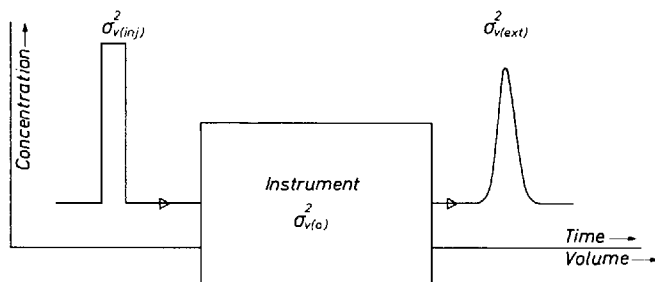 σ²v(inj)
σ²v(ext)
Concentration
Instrument
σ²v(a)
Time
Volume